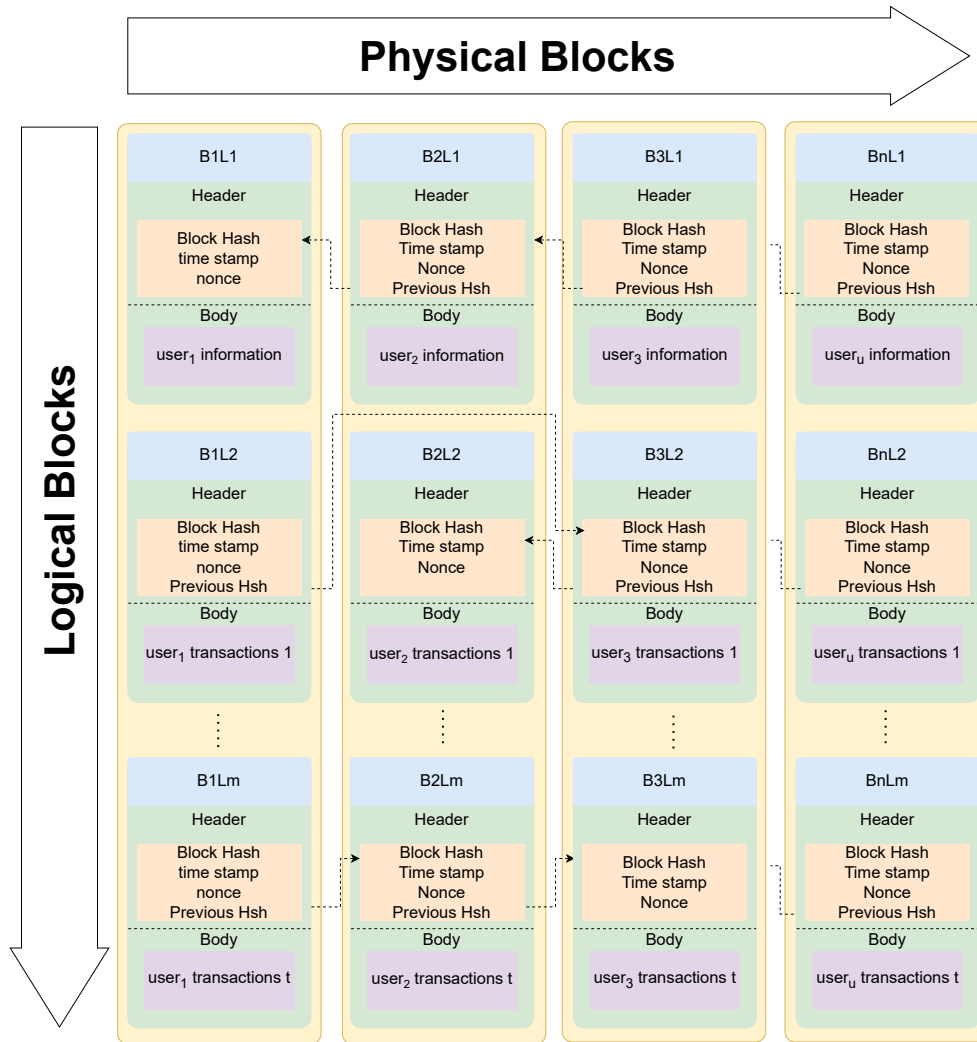 Physical Blocks
Logical Blocks
B1L1
Header
Block Hash
time stamp
nonce
Body
user1 information
B2L1
Header
Block Hash
Time stamp
Nonce
Previous Hsh
Body
user2 information
B3L1
Header
Block Hash
Time stamp
Nonce
Previous Hsh
Body
user3 information
BnL1
Header
Block Hash
Time stamp
Nonce
Previous Hsh
Body
useru information
B1L2
Header
Block Hash
time stamp
nonce
Previous Hsh
Body
user1 transactions 1
B2L2
Header
Block Hash
Time stamp
Nonce
Body
user2 transactions 1
B3L2
Header
Block Hash
Time stamp
Nonce
Previous Hsh
Body
user3 transactions 1
BnL2
Header
Block Hash
Time stamp
Nonce
Previous Hsh
Body
useru transactions 1
B1Lm
Header
Block Hash
time stamp
nonce
Previous Hsh
Body
user1 transactions t
B2Lm
Header
Block Hash
Time stamp
Nonce
Previous Hsh
Body
user2 transactions t
B3Lm
Header
Block Hash
Time stamp
Nonce
Body
user3 transactions t
BnLm
Header
Block Hash
Time stamp
Nonce
Previous Hsh
Body
useru transactions t